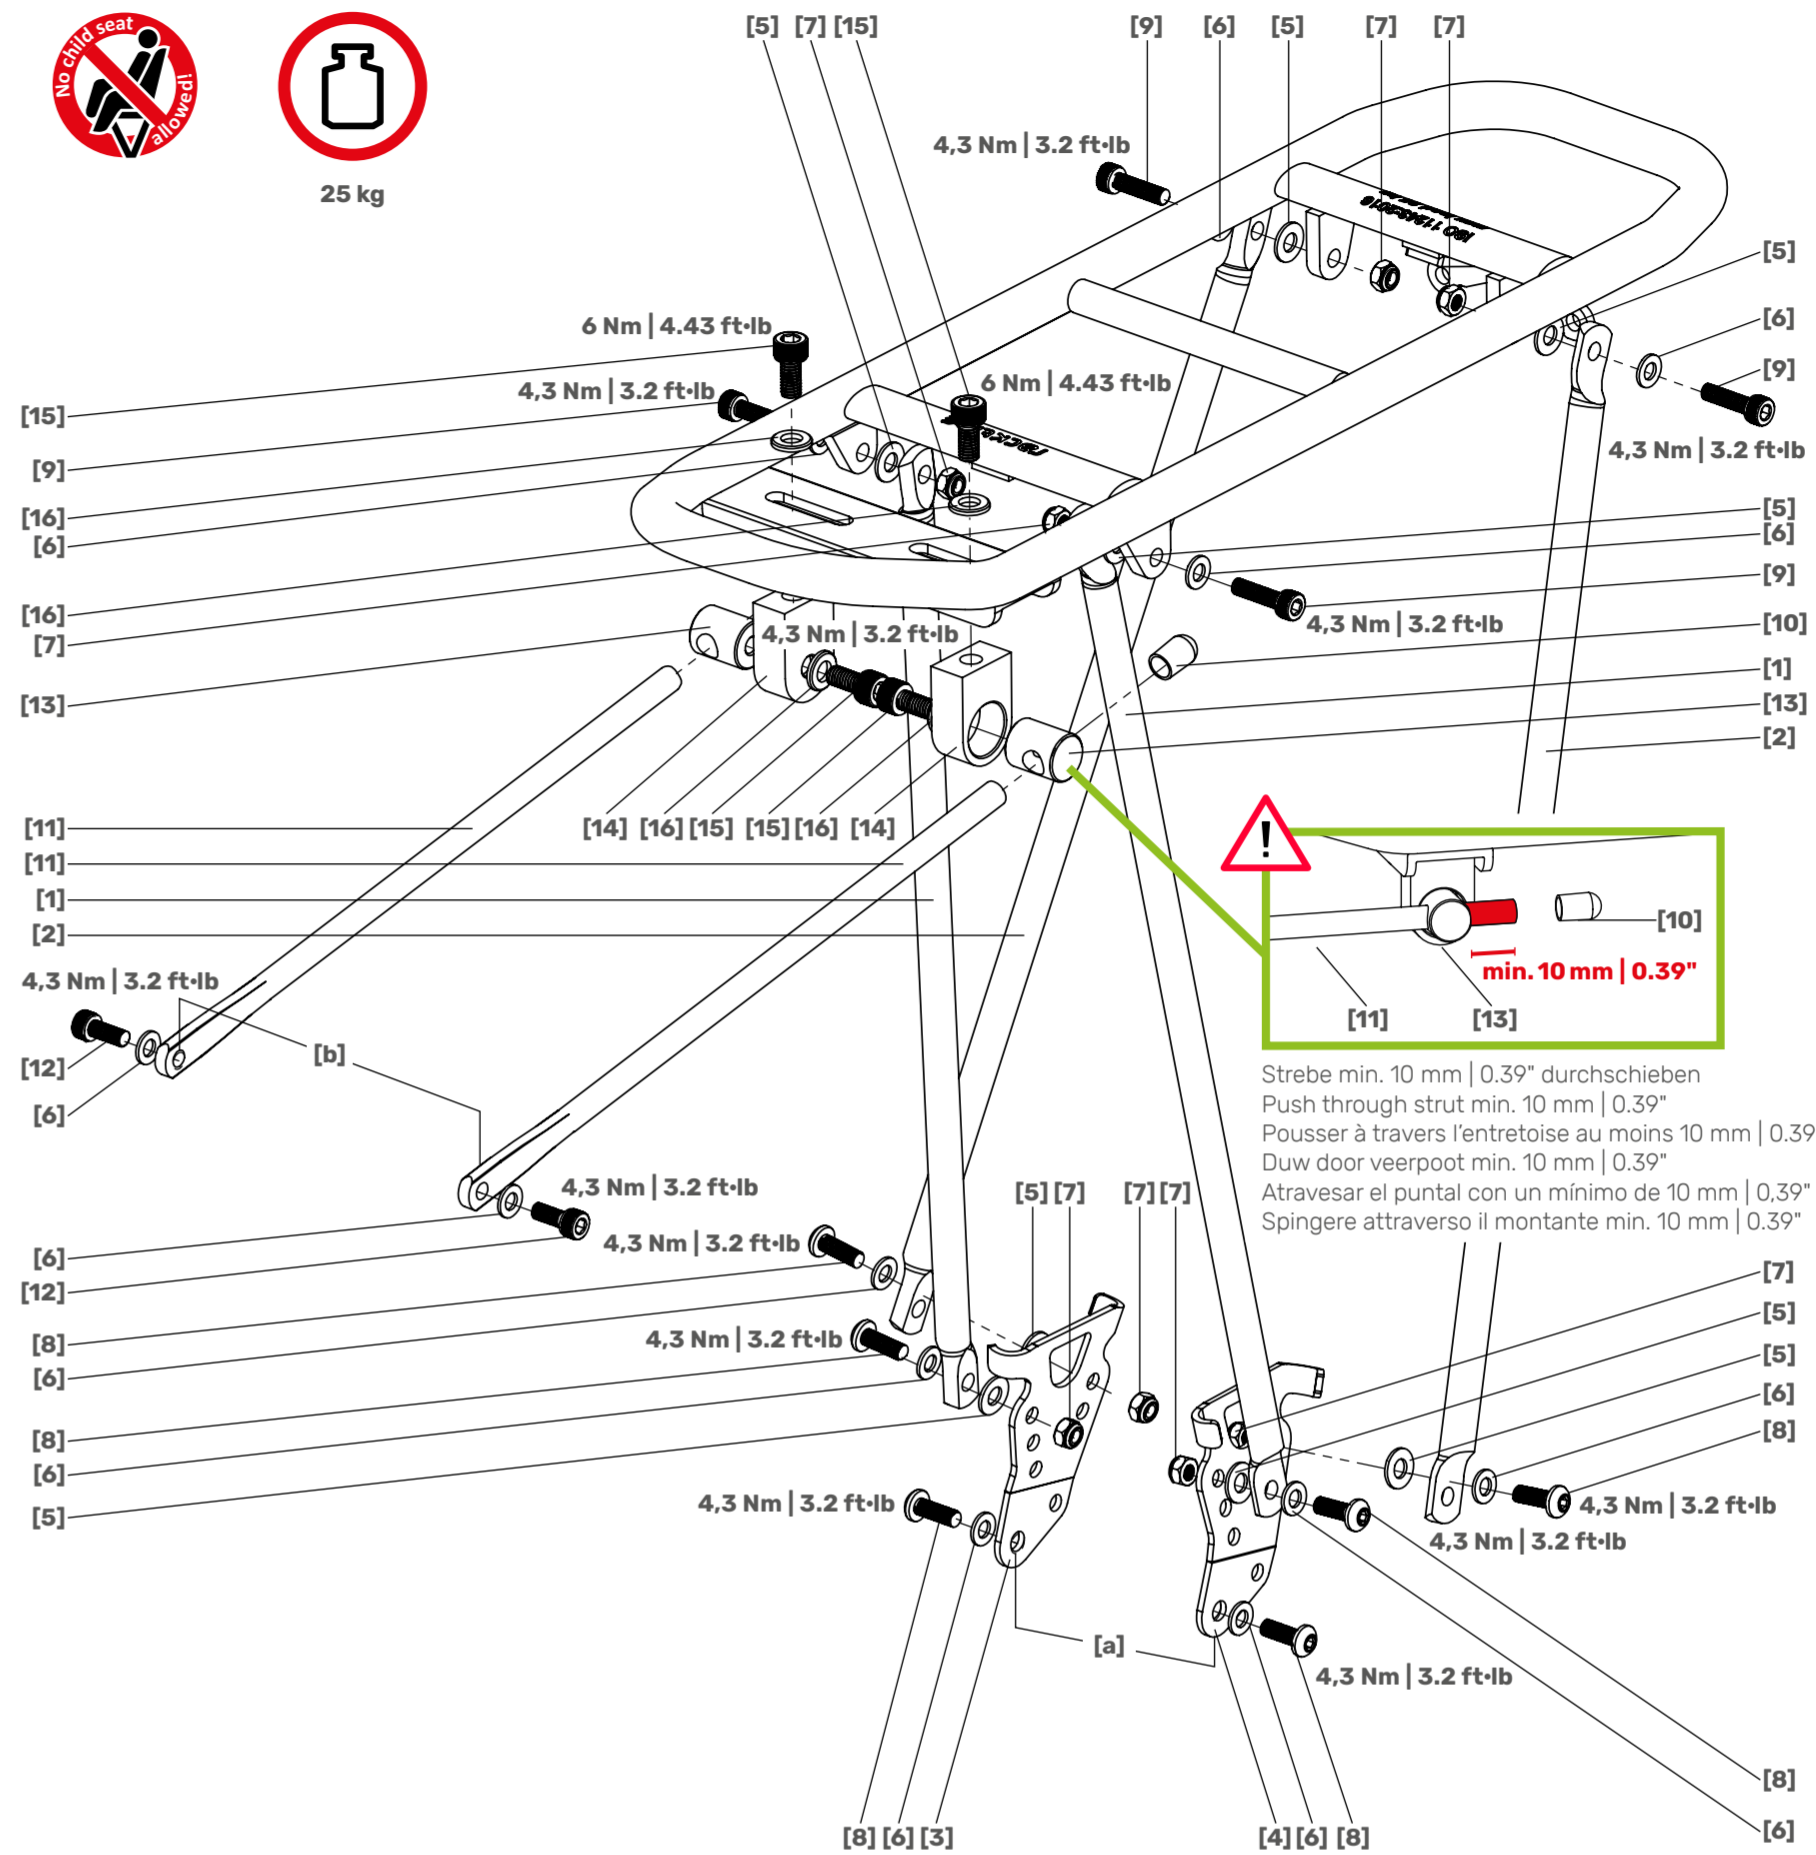 No child seat
allowed!
25 kg
[5] [7] [15] [9] [6] [5] [7] [7]
4,3 Nm | 3.2 ft•lb
ISO 11243:2016
[5]
[6]
6 Nm | 4.43 ft•lb
[9]
4,3 Nm | 3.2 ft•lb
6 Nm | 4.43 ft•lb
[15]
4,3 Nm | 3.2 ft•lb
[9]
[16]
[6]
[5]
[6]
[9]
[16]
[7]
4,3 Nm | 3.2 ft•lb
4,3 Nm | 3.2 ft•lb
[10]
[1]
[13]
[13]
[2]
[14] [16] [15] [15] [16] [14]
[11]
[11]
[1]
[2]
!
[10]
min. 10 mm | 0.39"
[11] [13]
4,3 Nm | 3.2 ft•lb
[b]
[12]
[6]
Strebe min. 10 mm | 0.39" durchschieben
Push through strut min. 10 mm | 0.39"
Pousser à travers l'entretoise au moins 10 mm | 0.39
Duw door veerpoot min. 10 mm | 0.39"
Atravesar el puntal con un mínimo de 10 mm | 0,39"
Spingere attraverso il montante min. 10 mm | 0.39"
4,3 Nm | 3.2 ft•lb
[5] [7] [7] [7]
4,3 Nm | 3.2 ft•lb
[6]
[12]
[8]
[6]
4,3 Nm | 3.2 ft•lb
[8]
[6]
[5]
[7]
[5]
[5]
[6]
[8]
4,3 Nm | 3.2 ft•lb
4,3 Nm | 3.2 ft•lb
4,3 Nm | 3.2 ft•lb
[a]
4,3 Nm | 3.2 ft•lb
[8]
[6]
[8] [6] [3] [4] [6] [8]